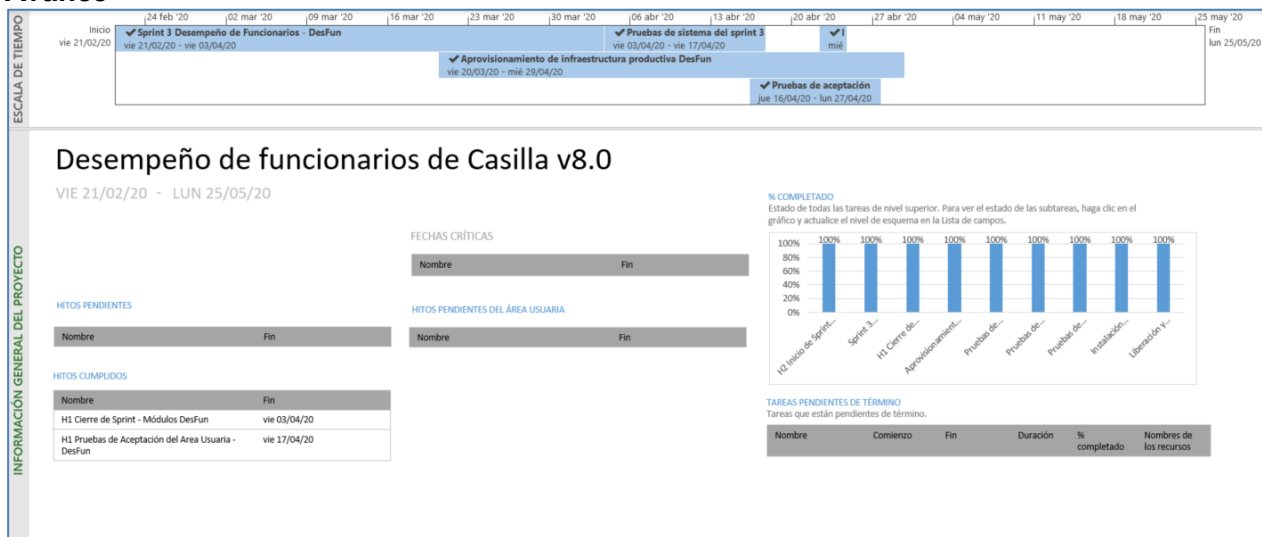 ESCALA DE TIEMPO
24 feb '20 02 mar '20 09 mar '20 16 mar '20 23 mar '20 30 mar '20 06 abr '20 13 abr '20 20 abr '20 27 abr '20 04 may '20 11 may '20 18 may '20 25 may '20
Inicio
vie 21/02/20
✔Sprint 3 Desempeño de Funcionarios - DesFun
vie 21/02/20 - vie 03/04/20
✔Pruebas de sistema del sprint 3
vie 03/04/20 - vie 17/04/20
✔I
mié
Fin
lun 25/05/20
✔Aprovisionamiento de infraestructura productiva DesFun
vie 20/03/20 - mié 29/04/20
✔Pruebas de aceptación
jue 16/04/20 - lun 27/04/20
INFORMACIÓN GENERAL DEL PROYECTO
Desempeño de funcionarios de Casilla v8.0
VIE 21/02/20 - LUN 25/05/20
FECHAS CRÍTICAS
Nombre Fin
HITOS PENDIENTES
Nombre Fin
HITOS PENDIENTES DEL ÁREA USUARIA
Nombre Fin
HITOS CUMPLIDOS
Nombre Fin
H1 Cierre de Sprint - Módulos DesFun vie 03/04/20
H1 Pruebas de Aceptación del Area Usuaria - vie 17/04/20
DesFun
% COMPLETADO
Estado de todas las tareas de nivel superior. Para ver el estado de las subtareas, haga clic en el
gráfico y actualice el nivel de esquema en la Lista de campos.
100% 100% 100% 100% 100% 100% 100% 100% 100%
100%
80%
60%
40%
20%
0%
H2 Inicio de Sprint...
Sprint 3...
H1 Cierre de...
Aprovisionamient...
Pruebas de...
Pruebas de...
Pruebas de...
Instalación...
Liberación y...
TAREAS PENDIENTES DE TÉRMINO
Tareas que están pendientes de término.
Nombre Comienzo Fin Duración % completado Nombres de los recursos